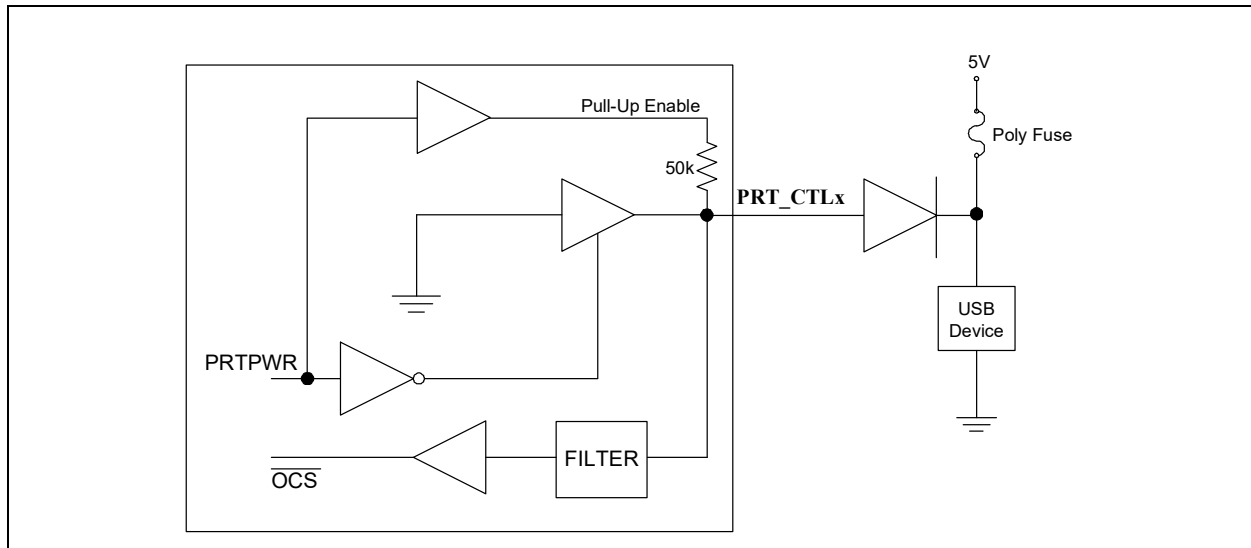 5V
Poly Fuse
Pull-Up Enable
50k
PRT_CTLx
USB
Device
PRTPWR
FILTER
OCS